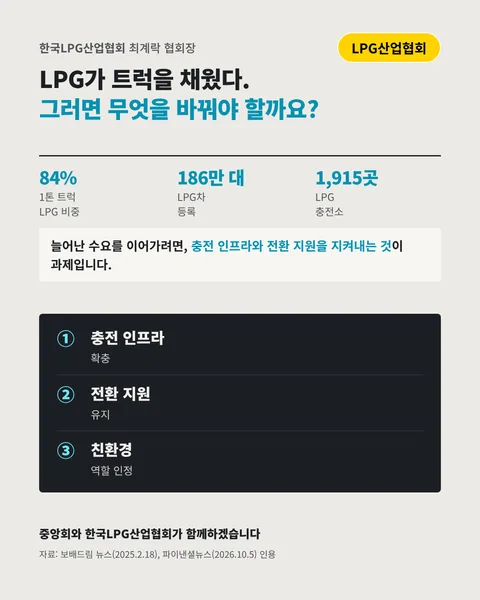 한국LPG산업협회 최계락 협회장
LPG산업협회
LPG가 트럭을 채웠다.
그러면 무엇을 바꿔야 할까요?
84%
1톤 트럭
LPG 비중
186만 대
LPG차
등록
1,915곳
LPG
충전소
늘어난 수요를 이어가려면, 충전 인프라와 전환 지원을 지켜내는 것이
과제입니다.
1
충전 인프라
확충
2
전환 지원
유지
3
친환경
역할 인정
중앙회와 한국LPG산업협회가 함께하겠습니다
자료: 보배드림 뉴스(2025.2.18), 파이낸셜뉴스(2026.10.5) 인용